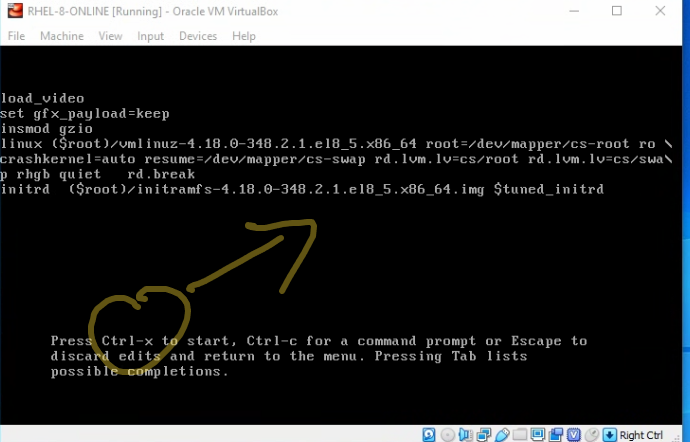 RHEL-8-ONLINE [Running] - Oracle VM VirtualBox
File Machine View Input Devices Help
load_video
set gfx_payload=keep
insmod gzio
linux ($root)/vmlinuz-4.18.0-348.2.1.el8_5.x86_64 root=/dev/mapper/cs-root ro \
crashkernel=auto resume=/dev/mapper/cs-swap rd.lvm.lv=cs/root rd.lvm.lv=cs/swa\
p rhgb quiet rd.break
initrd ($root)/initramfs-4.18.0-348.2.1.el8_5.x86_64.img $tuned_initrd
Press Ctrl-x to start, Ctrl-c for a command prompt or Escape to
discard edits and return to the menu. Pressing Tab lists
possible completions.
Right Ctrl